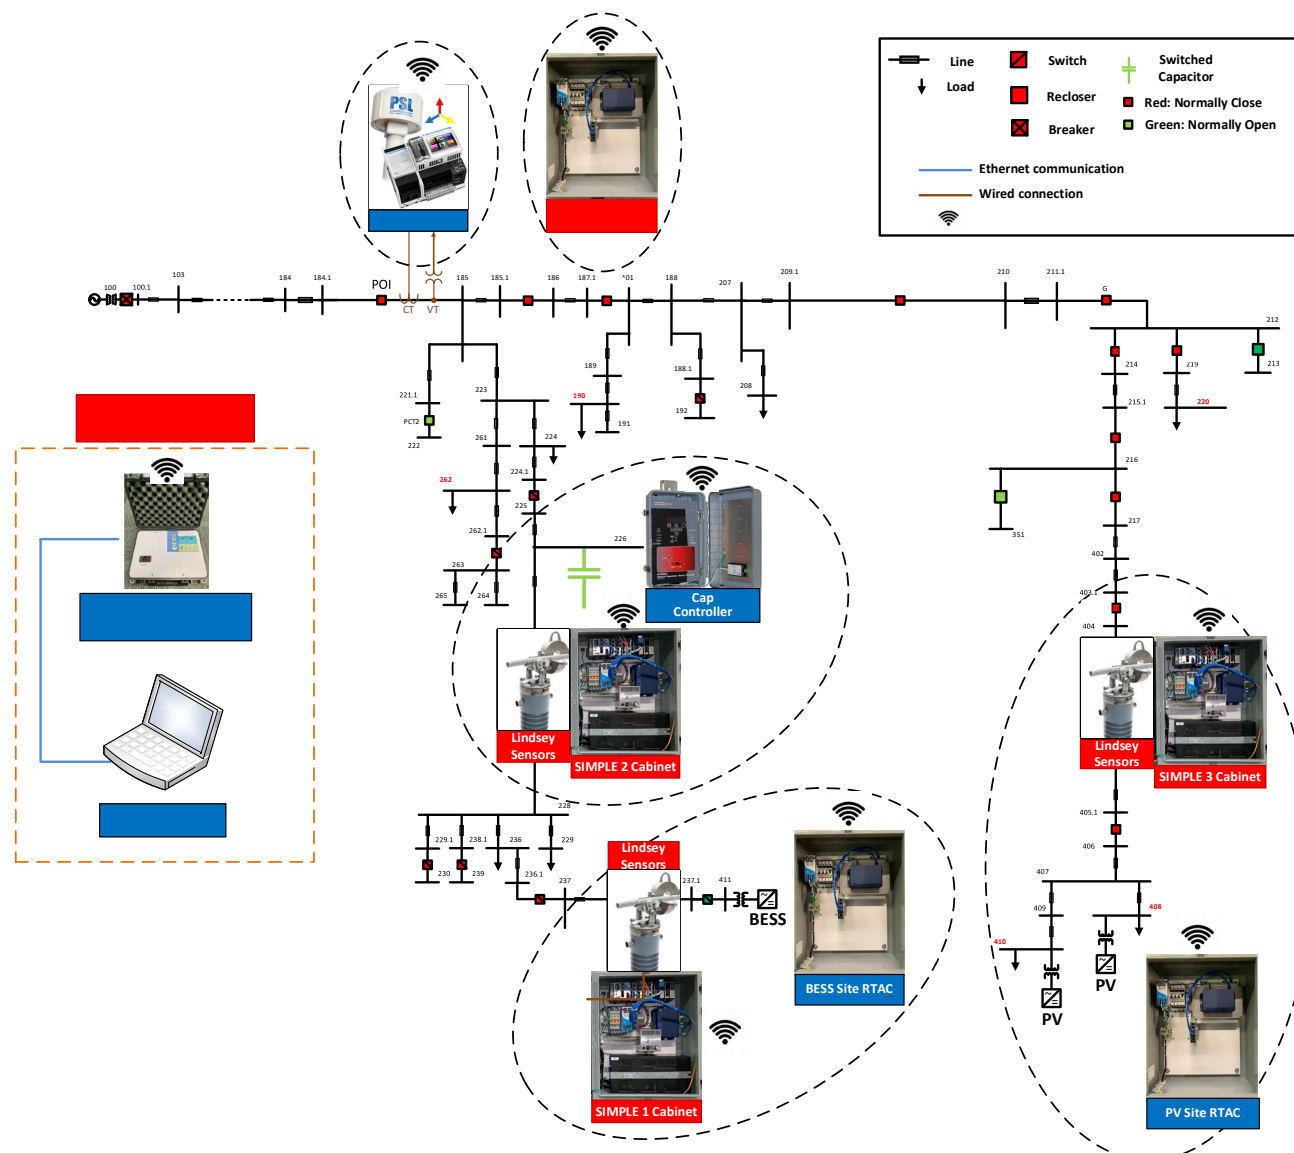 PSL
Line
Load
Switch
Recloser
Breaker
Switched
Capacitor
Red: Normally Close
Green: Normally Open
Ethernet communication
Wired connection
100
100.1
103
184
184.1
POI
CT
VT
185
185.1
186
187.1
*01
188
207
209.1
210
211.1
G
212
213
214
219
215.1
220
216
351
217
402
403.1
404
189
190
191
188.1
192
208
221.1
PCT2
222
223
261
224
224.1
225
262
262.1
263
265
264
226
Cap
Controller
Lindsey
Sensors
SIMPLE 2 Cabinet
Lindsey
Sensors
SIMPLE 3 Cabinet
228
229.1
238.1
236
229
230
239
236.1
237
Lindsey
Sensors
237.1
411
BESS
BESS Site RTAC
SIMPLE 1 Cabinet
405.1
406
407
409
408
410
PV
PV
PV Site RTAC